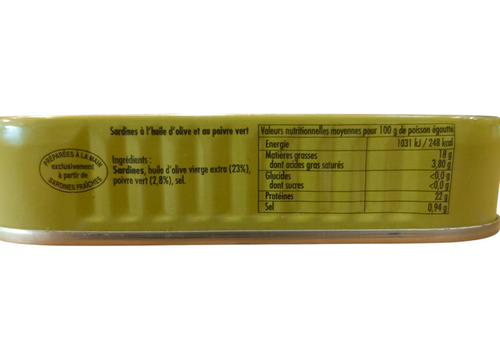 Sardines à l'huile d'olive et au poivre vert
PRÉPARÉES À LA MAIN
exclusivement
à partir de
SARDINES FRAÎCHES
Ingrédients :
Sardines, huile d'olive vierge extra (23%),
poivre vert (2,8%), sel.
Valeurs nutritionnelles moyennes pour 100 g de poisson égoutté
Energie 1031 kJ / 248 kcal
Matières grasses 18 g
dont acides gras saturés 3,80 g
Glucides <0,0 g
dont sucres <0,0 g
Protéines 22 g
Sel 0,94 g